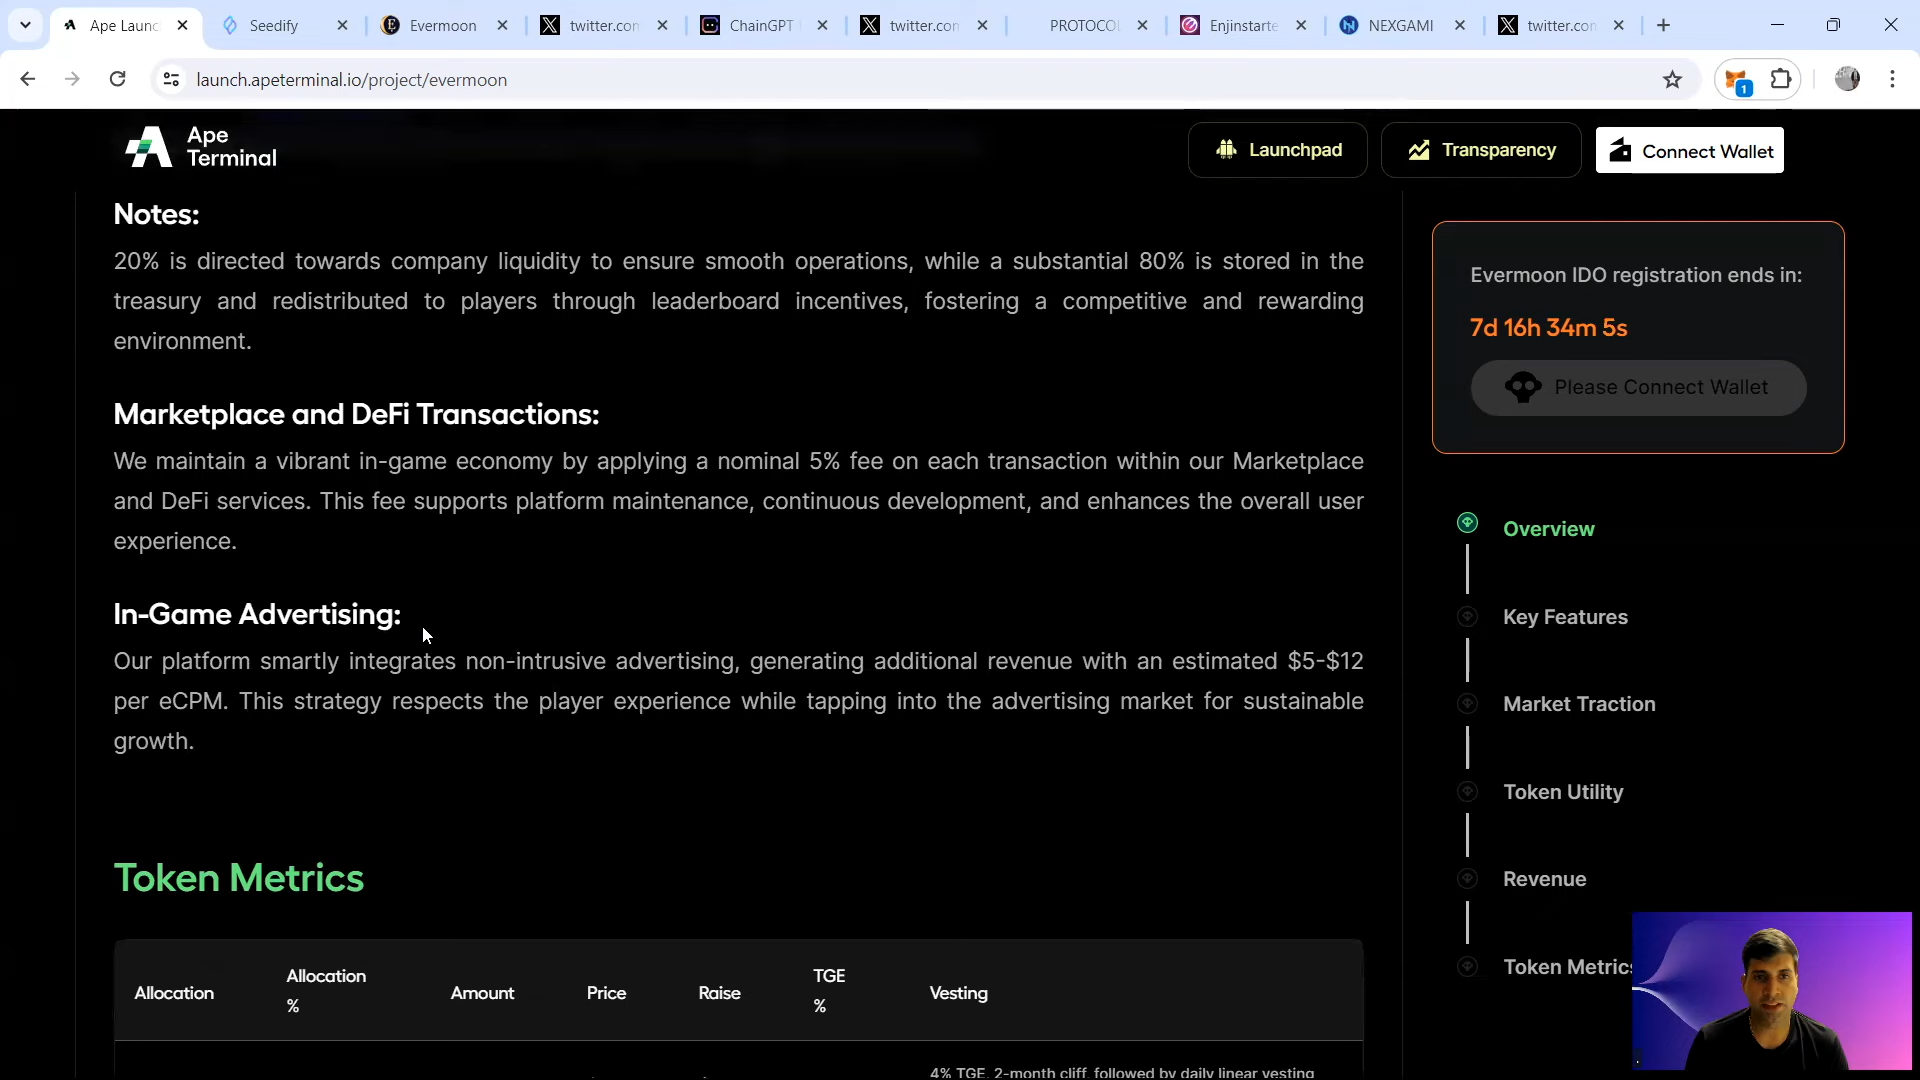 Ape Launc
Seedify
Evermoon
twitter.con
ChainGPT
twitter.con
PROTOCOL
Enjinstarte
NEXGAMI
twitter.con
launch.apeterminal.io/project/evermoon
1
Ape
Terminal
Launchpad
Transparency
Connect Wallet
Notes:
20% is directed towards company liquidity to ensure smooth operations, while a substantial 80% is stored in the
treasury and redistributed to players through leaderboard incentives, fostering a competitive and rewarding
environment.
Marketplace and DeFi Transactions:
We maintain a vibrant in-game economy by applying a nominal 5% fee on each transaction within our Marketplace
and DeFi services. This fee supports platform maintenance, continuous development, and enhances the overall user
experience.
In-Game Advertising:
Our platform smartly integrates non-intrusive advertising, generating additional revenue with an estimated $5-$12
per eCPM. This strategy respects the player experience while tapping into the advertising market for sustainable
growth.
Token Metrics
Allocation
Allocation
%
Amount
Price
Raise
TGE
%
Vesting
4% TGE, 2-month cliff, followed by daily linear vesting
Evermoon IDO registration ends in:
7d 16h 34m 5s
Please Connect Wallet
Overview
Key Features
Market Traction
Token Utility
Revenue
Token Metrics